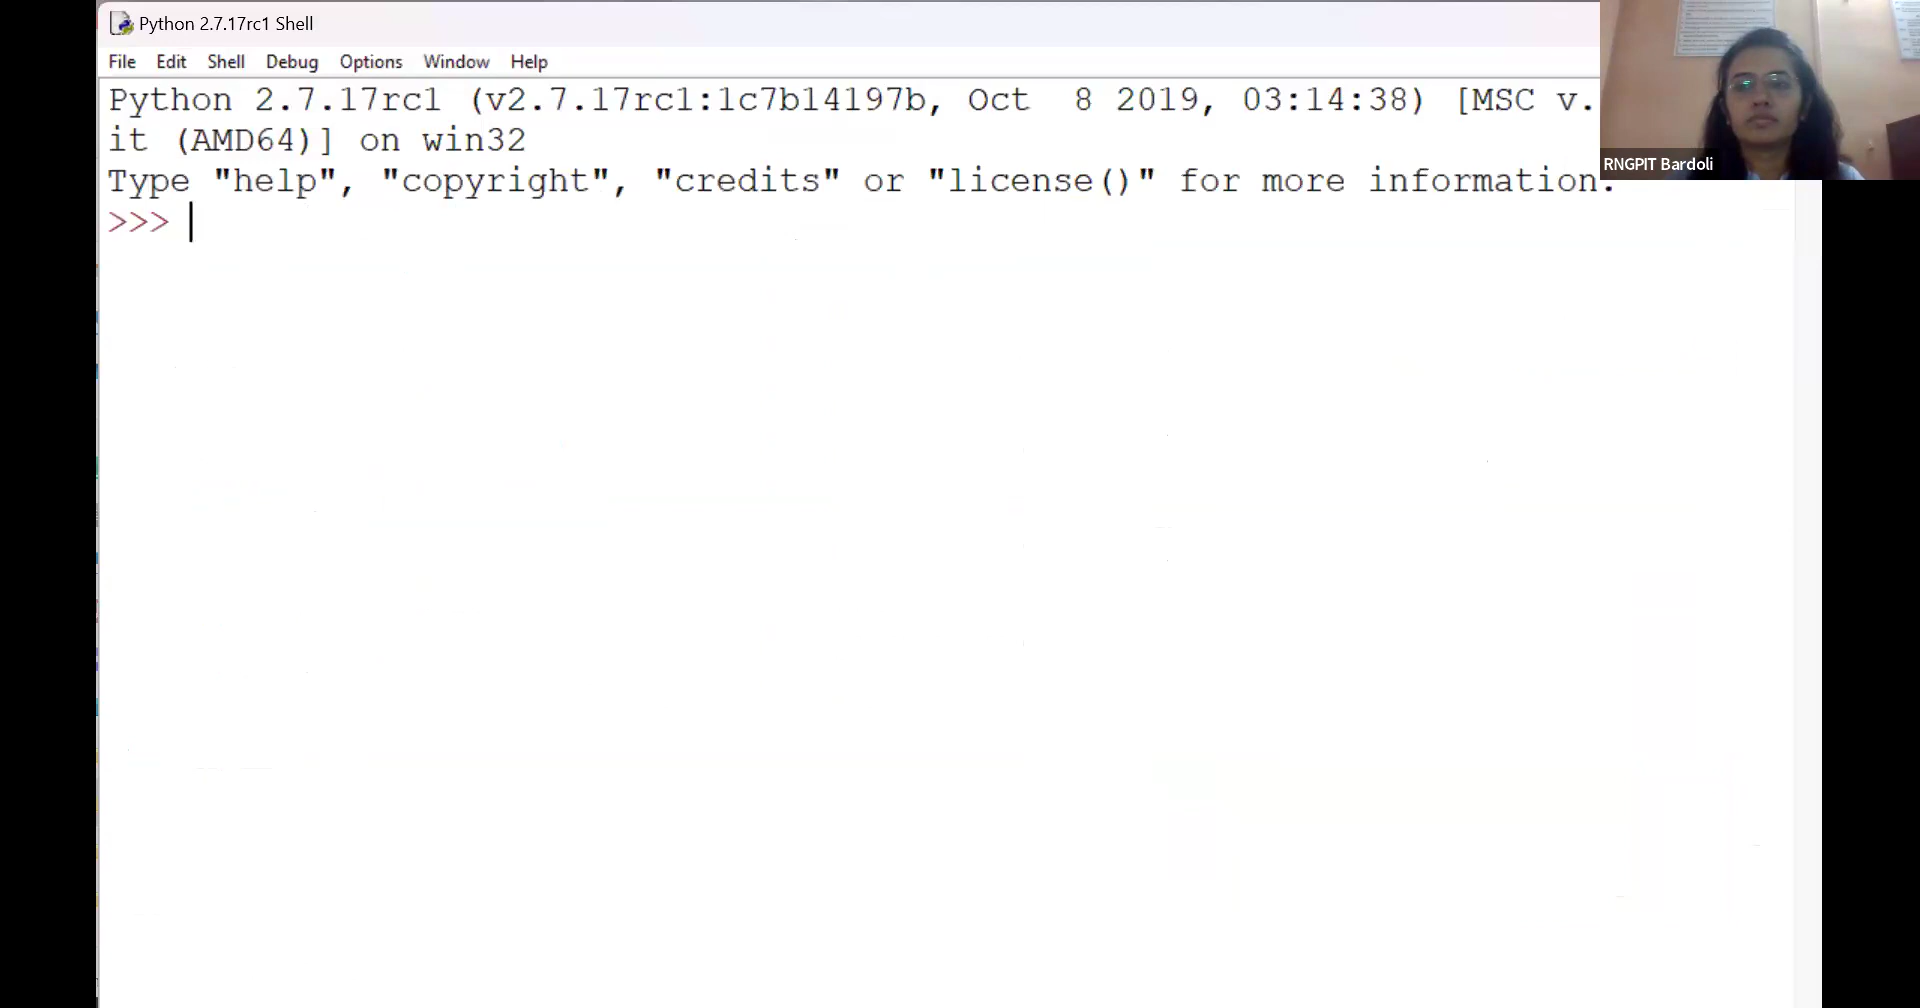 Python 2.7.17rc1 Shell
File Edit Shell Debug Options Window Help
Python 2.7.17rc1 (v2.7.17rc1:1c7b14197b, Oct  8 2019, 03:14:38) [MSC v.
it (AMD64)] on win32
Type "help", "copyright", "credits" or "license()" for more information.
>>>
RNGPIT Bardoli